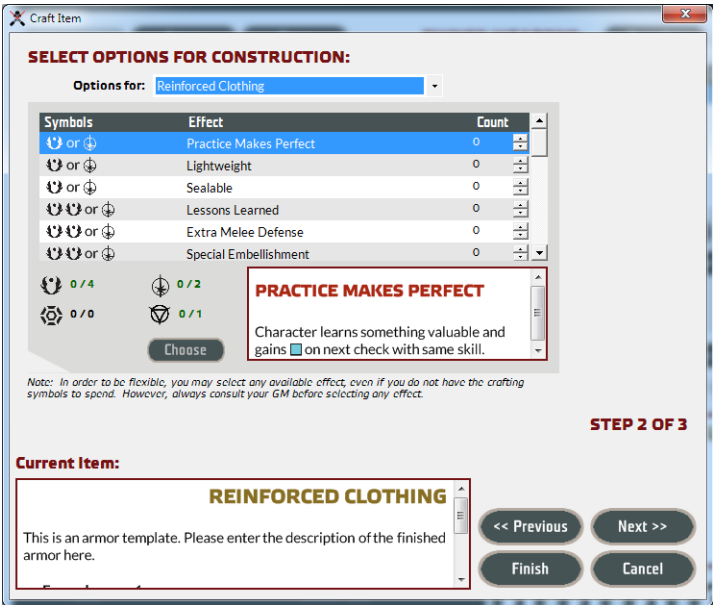 Craft Item
SELECT OPTIONS FOR CONSTRUCTION:
Options for: Reinforced Clothing
Symbols Effect Count
or Practice Makes Perfect 0
or Lightweight 0
or Sealable 0
or Lessons Learned 0
or Extra Melee Defense 0
or Special Embellishment 0
0/4 0/2
0/0 0/1
Choose
PRACTICE MAKES PERFECT
Character learns something valuable and
gains on next check with same skill.
Note: In order to be flexible, you may select any available effect, even if you do not have the crafting
symbols to spend. However, always consult your GM before selecting any effect.
STEP 2 OF 3
Current Item:
REINFORCED CLOTHING
This is an armor template. Please enter the description of the finished
armor here.
<< Previous Next >>
Finish Cancel